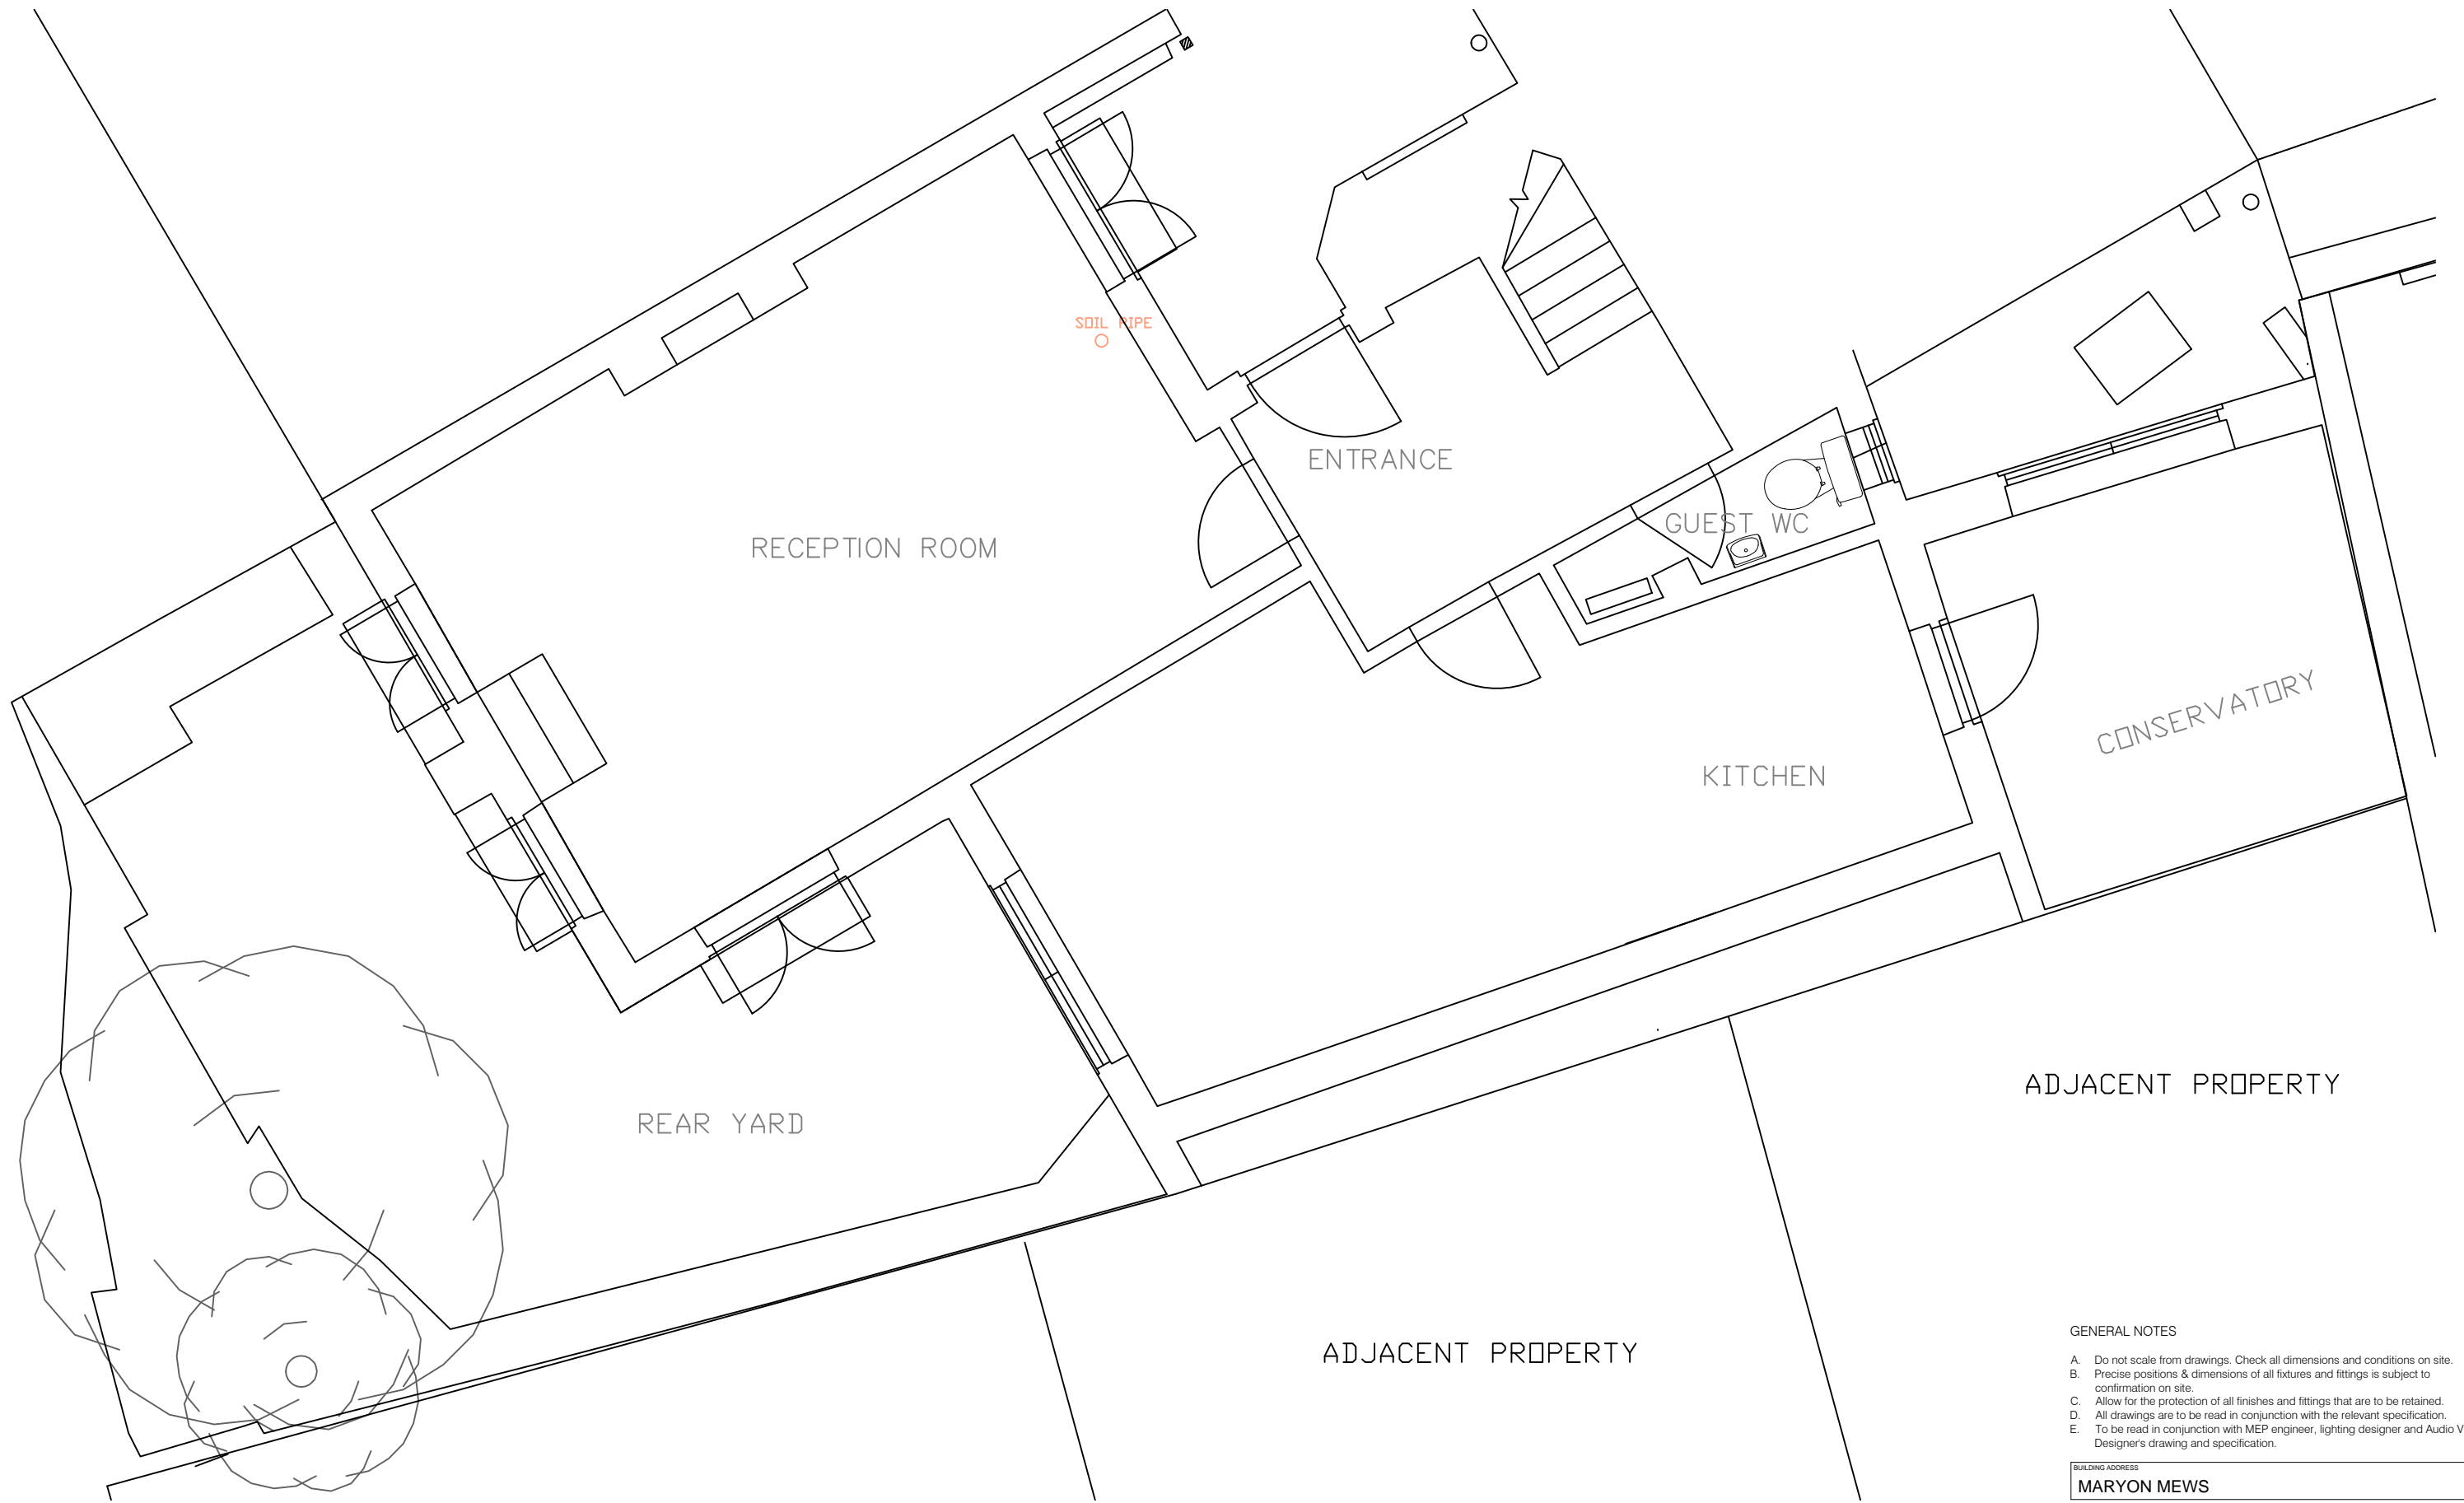 SOIL PIPE
ENTRANCE
GUEST WC
RECEPTION ROOM
CONSERVATORY
KITCHEN
REAR YARD
ADJACENT PROPERTY
ADJACENT PROPERTY
GENERAL NOTES
A. Do not scale from drawings. Check all dimensions and conditions on site.
B. Precise positions & dimensions of all fixtures and fittings is subject to
confirmation on site.
C. Allow for the protection of all finishes and fittings that are to be retained.
D. All drawings are to be read in conjunction with the relevant specification.
E. To be read in conjunction with MEP engineer, lighting designer and Audio V
Designer's drawing and specification.
BUILDING ADDRESS
MARYON MEWS